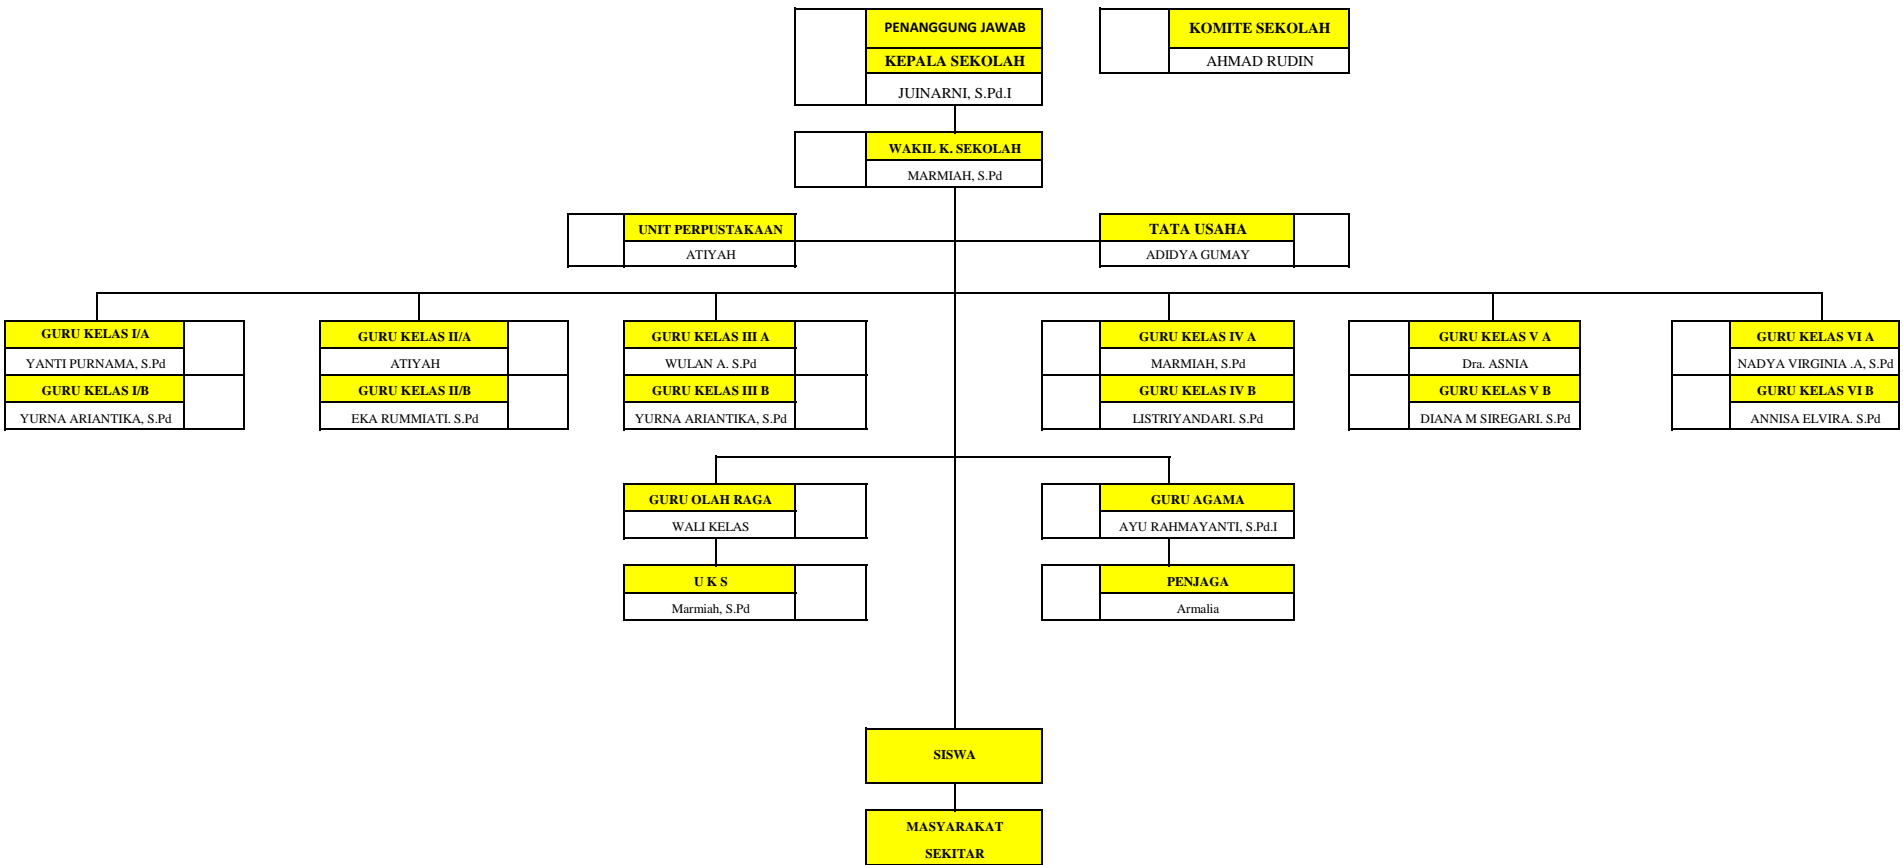 PENANGGUNG JAWAB
KEPALA SEKOLAH
JUINARNI, S.Pd.I
KOMITE SEKOLAH
AHMAD RUDIN
WAKIL K. SEKOLAH
MARMIAH, S.Pd
UNIT PERPUSTAKAAN
ATIYAH
TATA USAHA
ADIDYA GUMAY
GURU KELAS I/A
YANTI PURNAMA, S.Pd
GURU KELAS I/B
YURNA ARIANTIKA, S.Pd
GURU KELAS II/A
ATIYAH
GURU KELAS II/B
EKA RUMMIATI. S.Pd
GURU KELAS III A
WULAN A. S.Pd
GURU KELAS III B
YURNA ARIANTIKA, S.Pd
GURU KELAS IV A
MARMIAH, S.Pd
GURU KELAS IV B
LISTRIYANDARI. S.Pd
GURU KELAS V A
Dra. ASNIA
GURU KELAS V B
DIANA M SIREGARI. S.Pd
GURU KELAS VI A
NADYA VIRGINIA .A, S.Pd
GURU KELAS VI B
ANNISA ELVIRA. S.Pd
GURU OLAH RAGA
WALI KELAS
U K S
Marmiah, S.Pd
GURU AGAMA
AYU RAHMAYANTI, S.Pd.I
PENJAGA
Armalia
SISWA
MASYARAKAT
SEKITAR